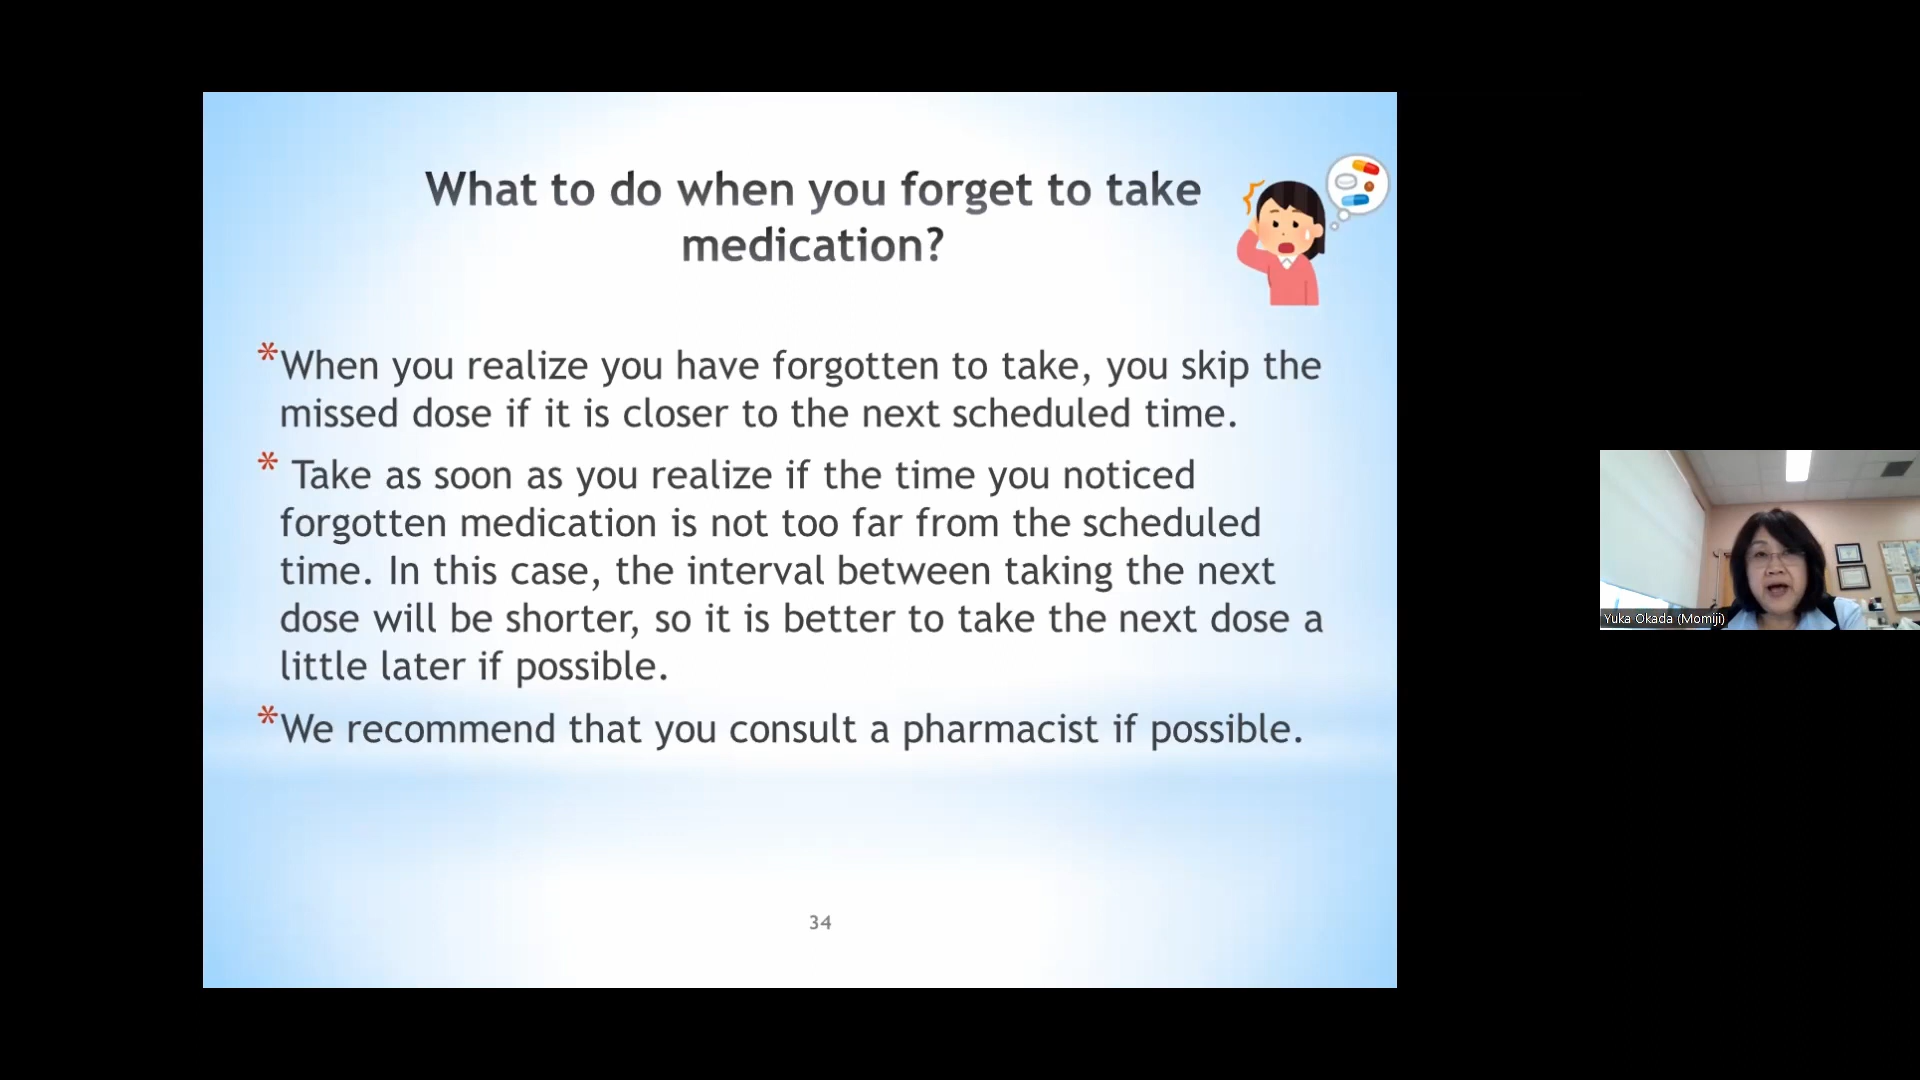 What to do when you forget to take
medication?
*When you realize you have forgotten to take, you skip the
missed dose if it is closer to the next scheduled time.
* Take as soon as you realize if the time you noticed
forgotten medication is not too far from the scheduled
time. In this case, the interval between taking the next
dose will be shorter, so it is better to take the next dose a
little later if possible.
*We recommend that you consult a pharmacist if possible.
34
Yuka Okada (Momiji)